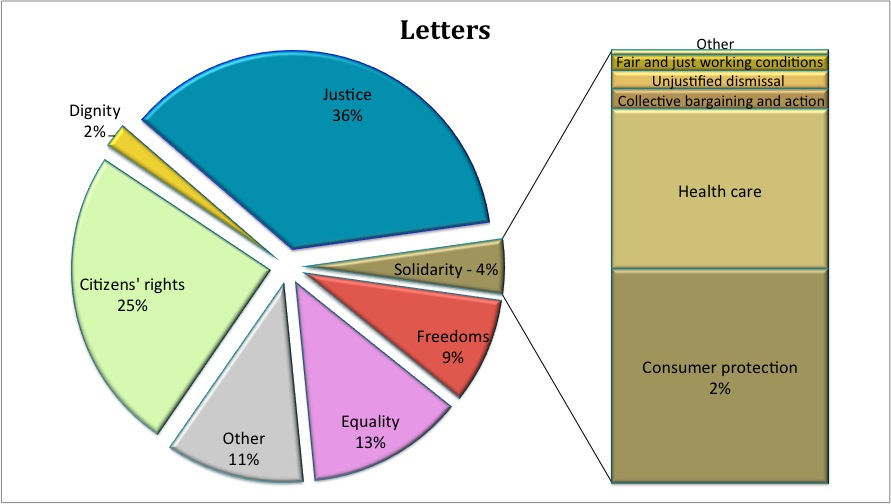 Letters
Justice
36%
Dignity
2%
Citizens' rights
25%
Solidarity - 4%
Freedoms
9%
Equality
13%
Other
11%
Other
Fair and just working conditions
Unjustified dismissal
Collective bargaining and action
Health care
Consumer protection
2%